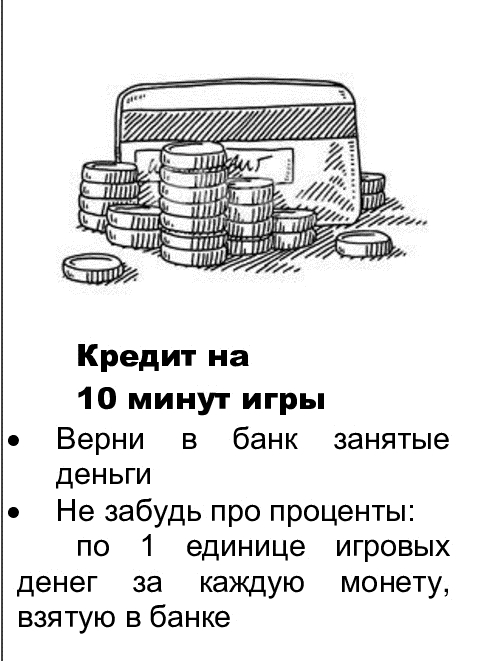 Кредит на
10 минут игры
• Верни в банк занятые
деньги
• Не забудь про проценты:
по 1 единице игровых
денег за каждую монету,
взятую в банке